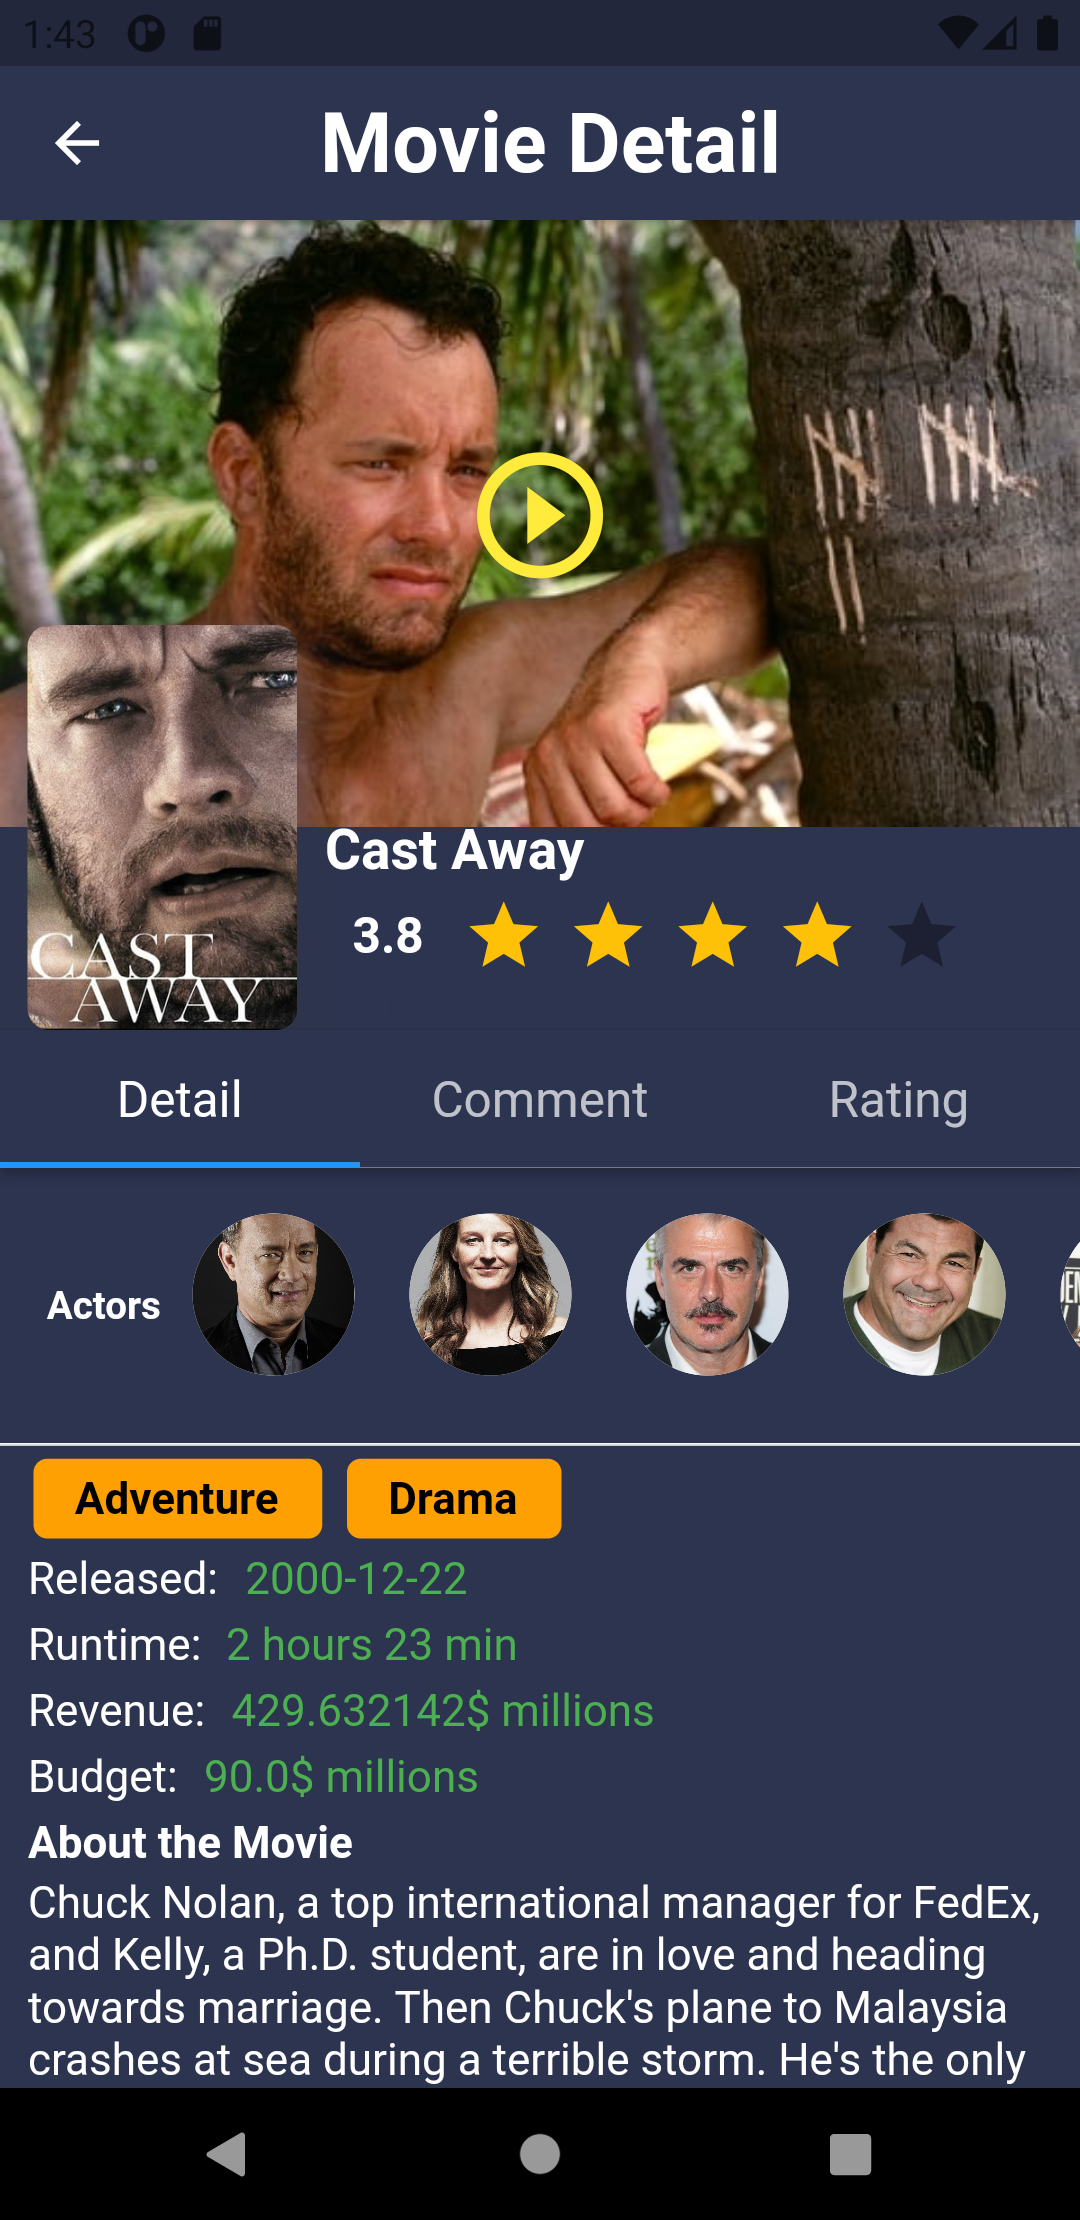 1:43
Movie Detail
CAST
AWAY
Cast Away
3.8
Detail Comment Rating
Actors
Adventure Drama
Released: 2000-12-22
Runtime: 2 hours 23 min
Revenue: 429.632142$ millions
Budget: 90.0$ millions
About the Movie
Chuck Nolan, a top international manager for FedEx,
and Kelly, a Ph.D. student, are in love and heading
towards marriage. Then Chuck's plane to Malaysia
crashes at sea during a terrible storm. He's the only